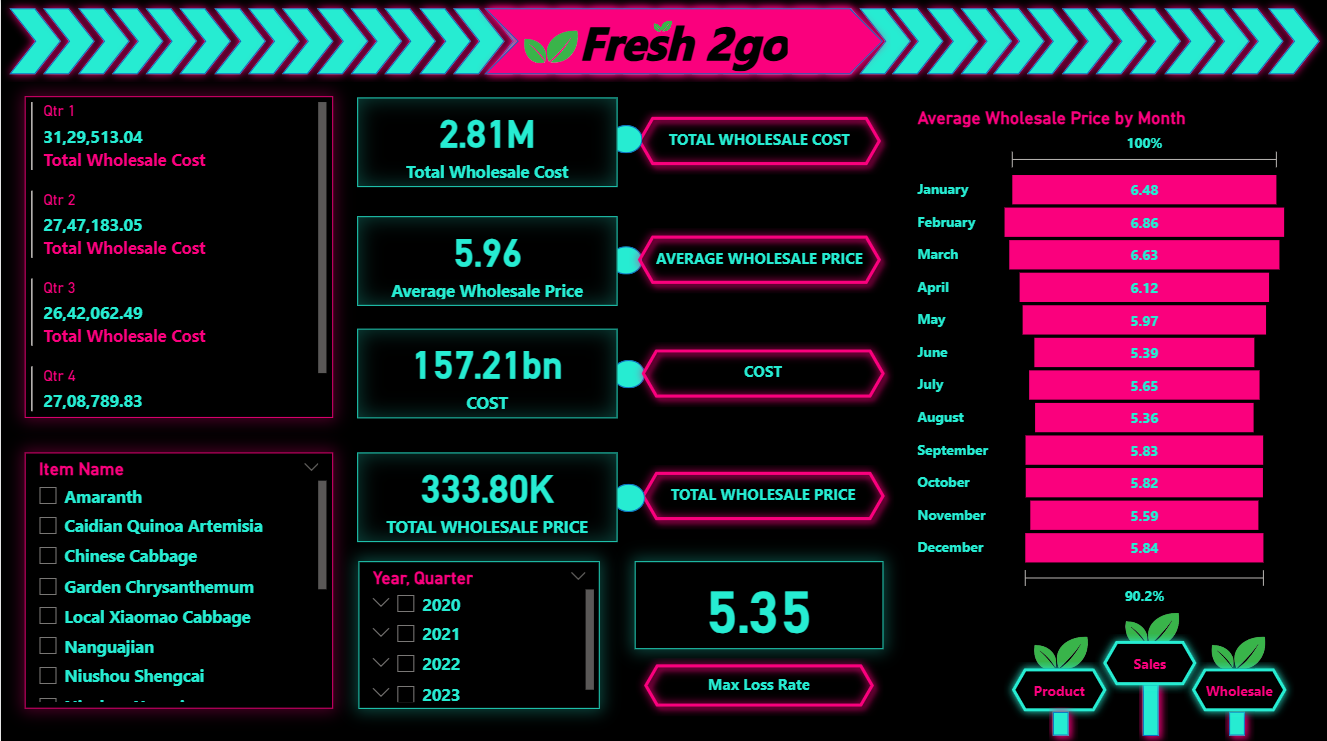 Fresh 2go
Qtr 1
31,29,513.04
Total Wholesale Cost
Qtr 2
27,47,183.05
Total Wholesale Cost
Qtr 3
26,42,062.49
Total Wholesale Cost
Qtr 4
27,08,789.83
Item Name
Amaranth
Caidian Quinoa Artemisia
Chinese Cabbage
Garden Chrysanthemum
Local Xiaomao Cabbage
Nanguajian
Niushou Shengcai
2.81M
Total Wholesale Cost
TOTAL WHOLESALE COST
5.96
Average Wholesale Price
AVERAGE WHOLESALE PRICE
157.21bn
COST
COST
333.80K
TOTAL WHOLESALE PRICE
TOTAL WHOLESALE PRICE
Year, Quarter
2020
2021
2022
2023
5.35
Max Loss Rate
Average Wholesale Price by Month
100%
January 6.48
February 6.86
March 6.63
April 6.12
May 5.97
June 5.39
July 5.65
August 5.36
September 5.83
October 5.82
November 5.59
December 5.84
90.2%
Product
Sales
Wholesale